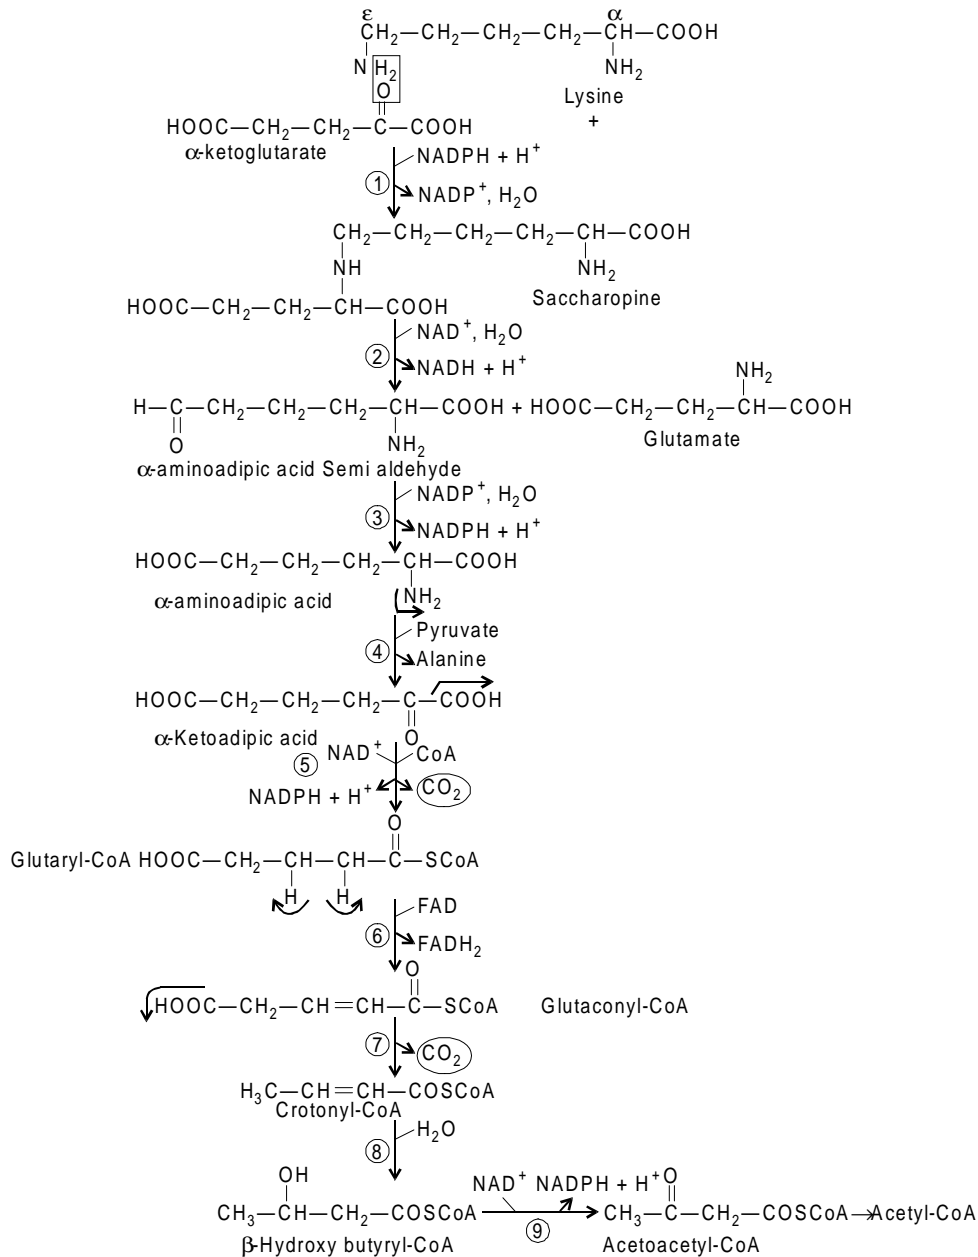 ε α
CH₂—CH₂—CH₂—CH₂—CH—COOH
N H₂ NH₂
O Lysine
+
HOOC—CH₂—CH₂—C—COOH
α-ketoglutarate
NADPH + H⁺
①
NADP⁺, H₂O
CH₂—CH₂—CH₂—CH₂—CH—COOH
NH NH₂
Saccharopine
HOOC—CH₂—CH₂—CH—COOH
NAD⁺, H₂O
②
NADH + H⁺
NH₂
H—C—CH₂—CH₂—CH₂—CH—COOH + HOOC—CH₂—CH₂—CH—COOH
O NH₂ Glutamate
α-aminoadipic acid Semi aldehyde
NADP⁺, H₂O
③
NADPH + H⁺
HOOC—CH₂—CH₂—CH₂—CH—COOH
α-aminoadipic acid NH₂
Pyruvate
④
Alanine
HOOC—CH₂—CH₂—CH₂—C—COOH
α-Ketoadipic acid O
⑤ NAD⁺ CoA
NADPH + H⁺ CO₂
O
Glutaryl-CoA HOOC—CH₂—CH—CH—C—SCoA
H H
FAD
⑥
FADH₂
O
HOOC—CH₂—CH=CH—C—SCoA Glutaconyl-CoA
⑦ CO₂
H₃C—CH=CH—COSCoA
Crotonyl-CoA
H₂O
⑧
OH NAD⁺ NADPH + H⁺ O
CH₃—CH—CH₂—COSCoA ⑨ CH₃—C—CH₂—COSCoA→Acetyl-CoA
β-Hydroxy butyryl-CoA Acetoacetyl-CoA